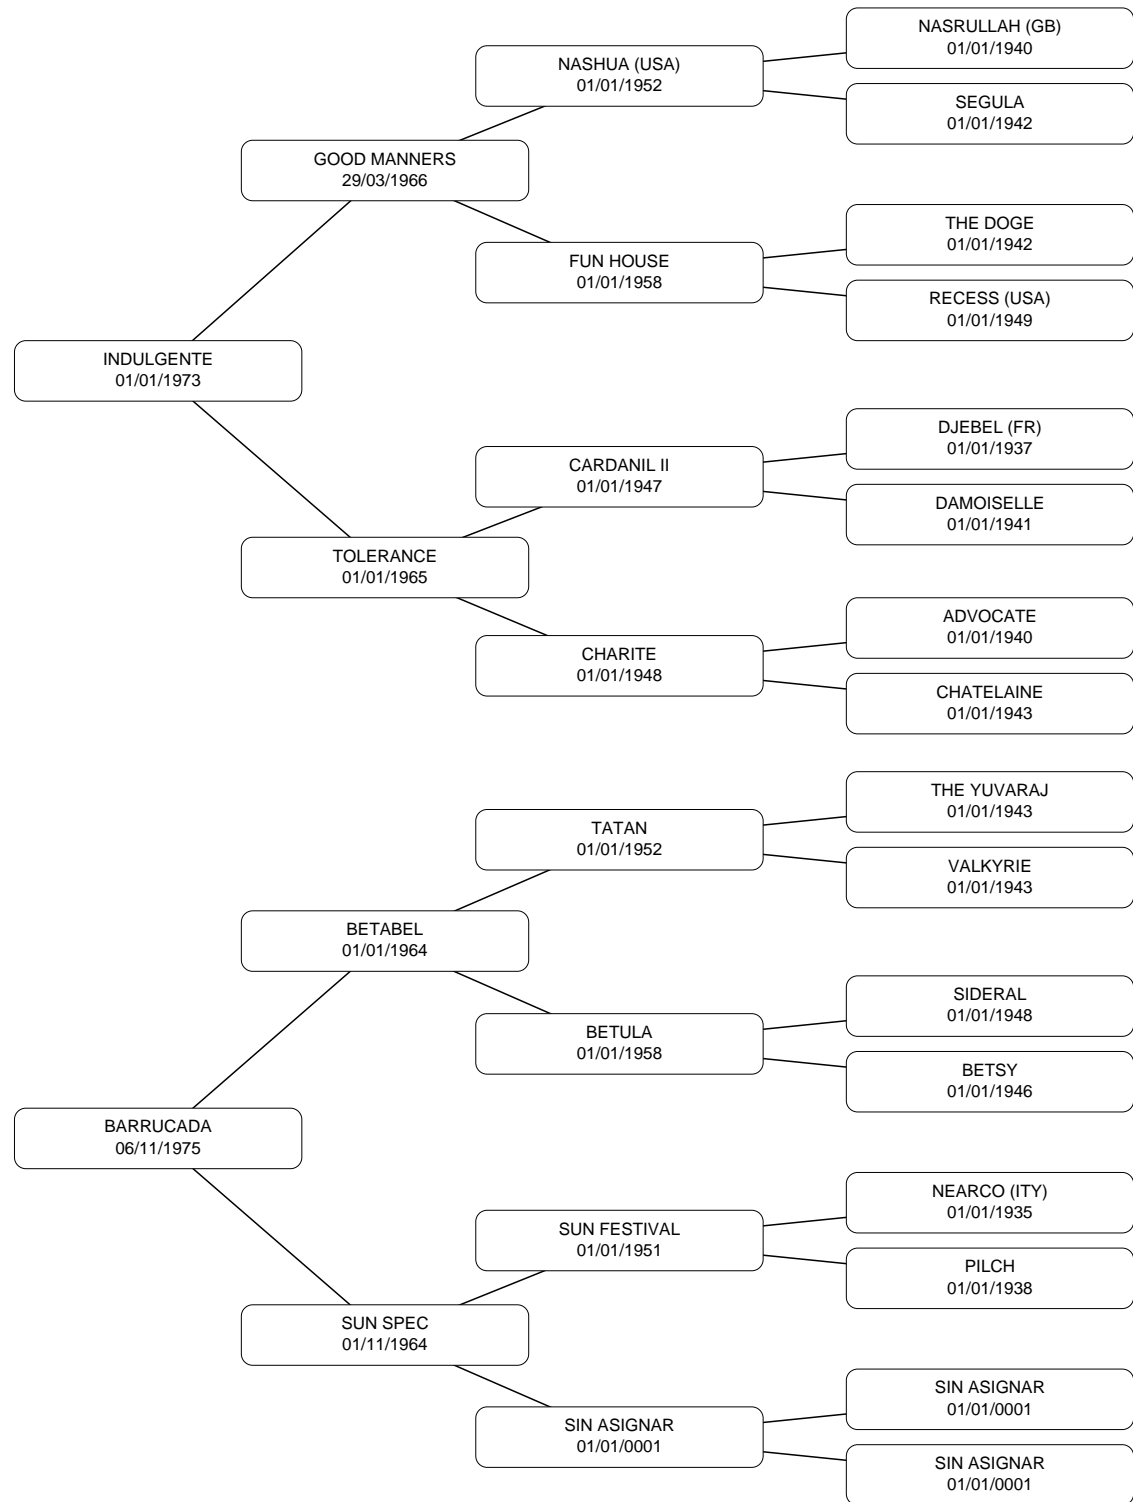 NASRULLAH (GB)
01/01/1940
NASHUA (USA)
01/01/1952
SEGULA
01/01/1942
GOOD MANNERS
29/03/1966
THE DOGE
01/01/1942
FUN HOUSE
01/01/1958
RECESS (USA)
01/01/1949
INDULGENTE
01/01/1973
DJEBEL (FR)
01/01/1937
CARDANIL II
01/01/1947
DAMOISELLE
01/01/1941
TOLERANCE
01/01/1965
ADVOCATE
01/01/1940
CHARITE
01/01/1948
CHATELAINE
01/01/1943
THE YUVARAJ
01/01/1943
TATAN
01/01/1952
VALKYRIE
01/01/1943
BETABEL
01/01/1964
SIDERAL
01/01/1948
BETULA
01/01/1958
BETSY
01/01/1946
BARRUCADA
06/11/1975
NEARCO (ITY)
01/01/1935
SUN FESTIVAL
01/01/1951
PILCH
01/01/1938
SUN SPEC
01/11/1964
SIN ASIGNAR
01/01/0001
SIN ASIGNAR
01/01/0001
SIN ASIGNAR
01/01/0001